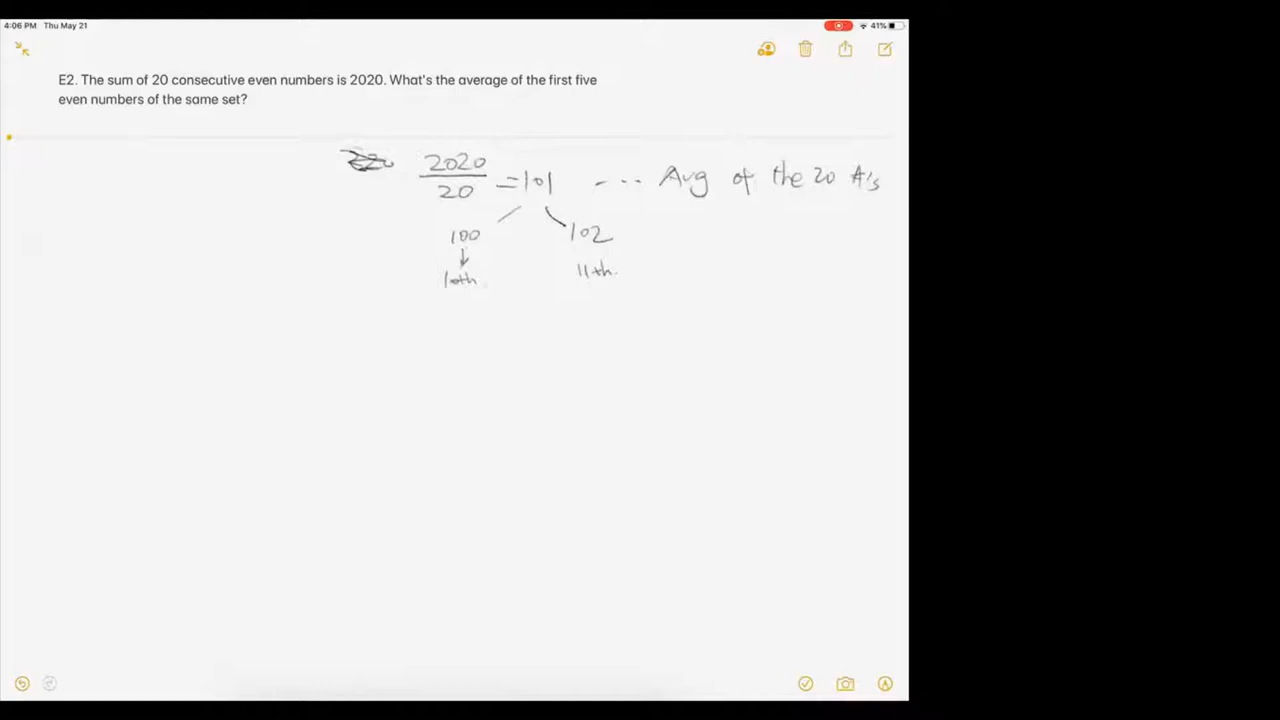 4:06 PM Thu May 21
41%
E2. The sum of 20 consecutive even numbers is 2020. What's the average of the first five
even numbers of the same set?
2020
20
=101 - ... Avg of the 20 #'s
100 102
10th 11th.